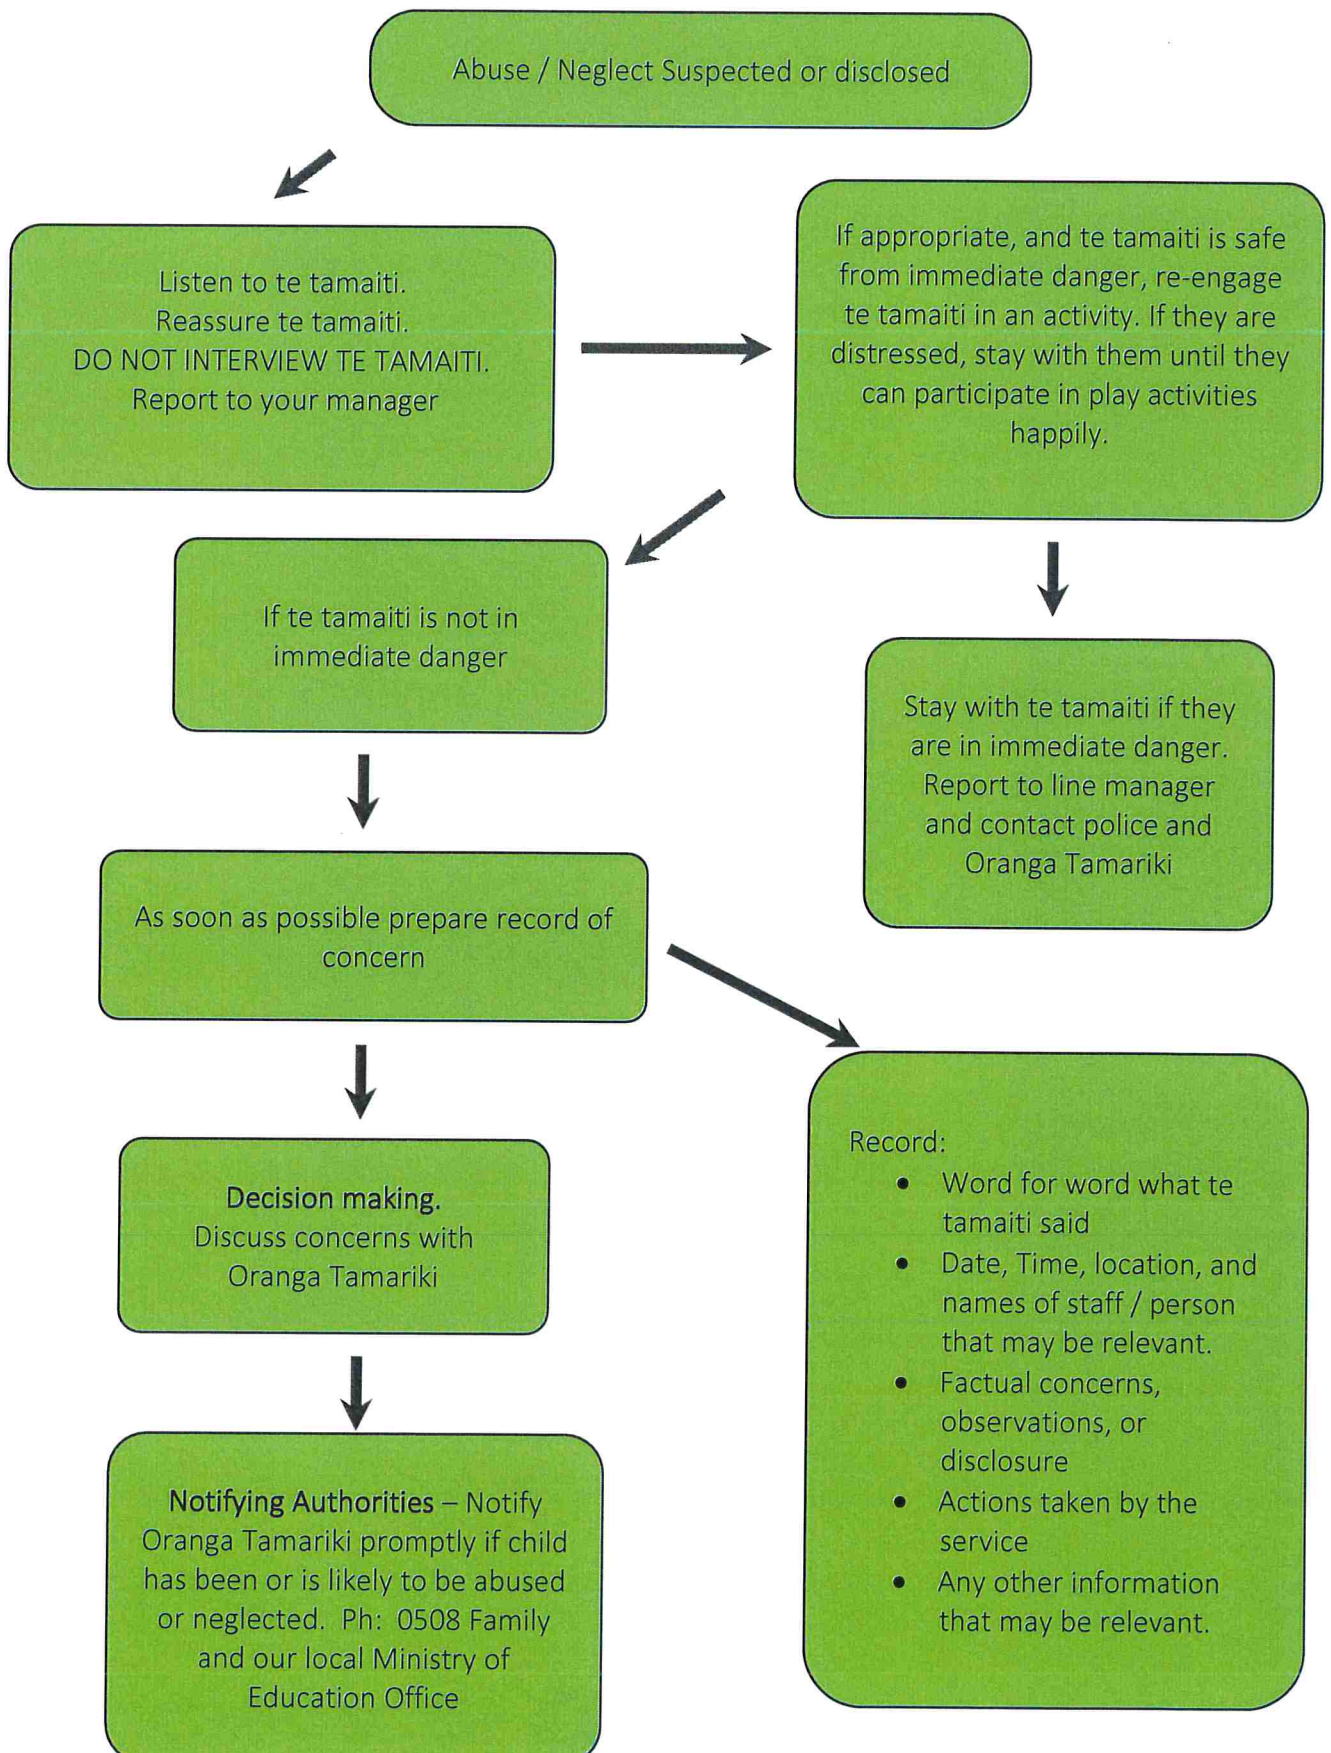 Abuse / Neglect Suspected or disclosed
Listen to te tamaiti.
Reassure te tamaiti.
DO NOT INTERVIEW TE TAMAITI.
Report to your manager
If appropriate, and te tamaiti is safe
from immediate danger, re-engage
te tamaiti in an activity. If they are
distressed, stay with them until they
can participate in play activities
happily.
If te tamaiti is not in
immediate danger
Stay with te tamaiti if they
are in immediate danger.
Report to line manager
and contact police and
Oranga Tamariki
As soon as possible prepare record of
concern
Decision making.
Discuss concerns with
Oranga Tamariki
Record:
• Word for word what te
tamaiti said
• Date, Time, location, and
names of staff / person
that may be relevant.
• Factual concerns,
observations, or
disclosure
• Actions taken by the
service
• Any other information
that may be relevant.
Notifying Authorities – Notify
Oranga Tamariki promptly if child
has been or is likely to be abused
or neglected. Ph: 0508 Family
and our local Ministry of
Education Office